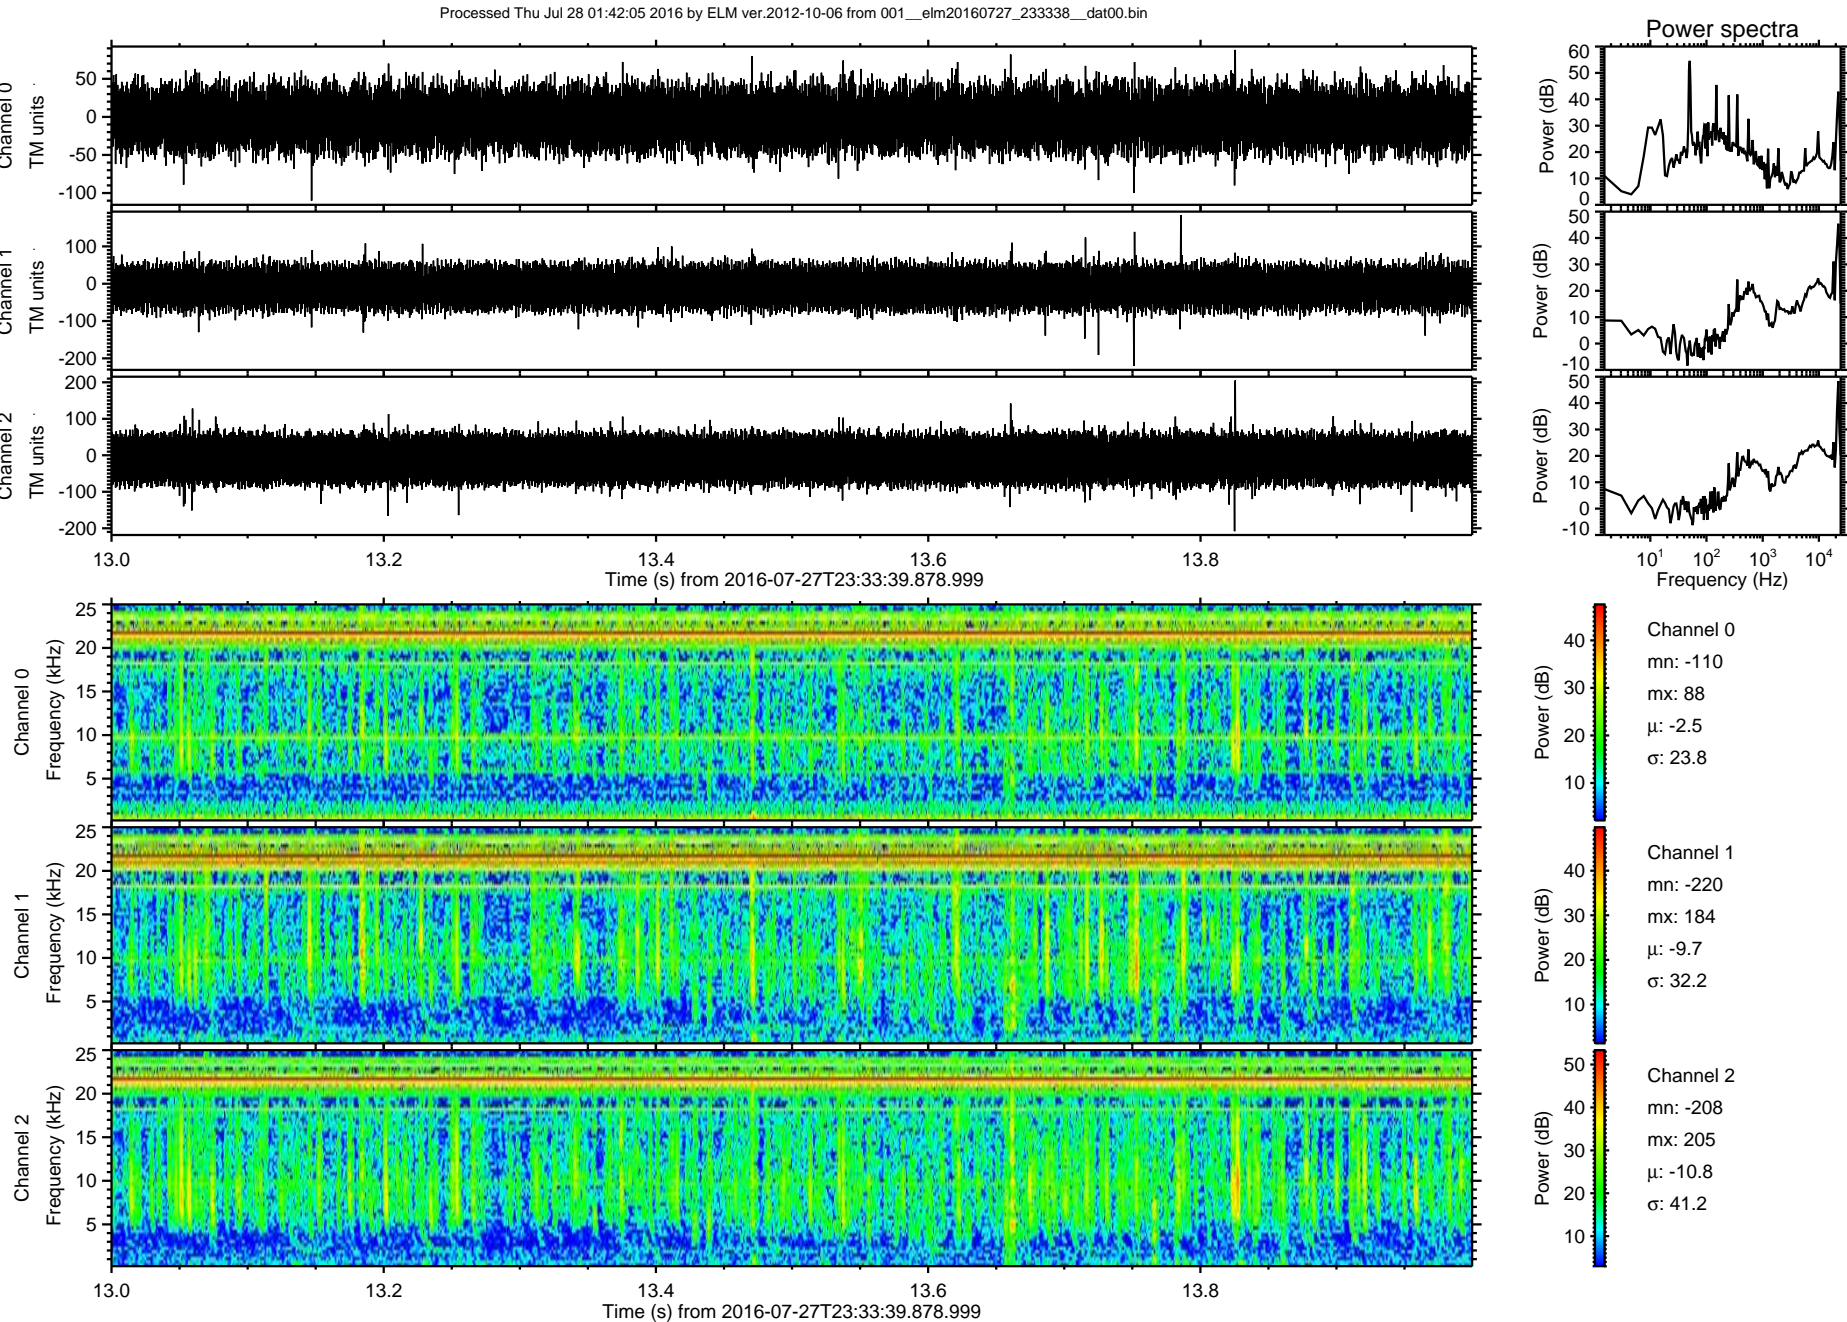 Processed Thu Jul 28 01:42:05 2016 by ELM ver.2012-10-06 from 001__elm20160727_233338__dat00.bin
Power spectra
Channel 0
TM units
50
0
-50
-100
Power (dB)
60
50
40
30
20
10
0
Channel 1
TM units
100
0
-100
-200
Power (dB)
50
40
30
20
10
0
-10
Channel 2
TM units
200
100
0
-100
-200
Power (dB)
50
40
30
20
10
0
-10
13.0 13.2 13.4 13.6 13.8
Time (s) from 2016-07-27T23:33:39.878.999
10¹ 10² 10³ 10⁴
Frequency (Hz)
Channel 0
Frequency (kHz)
25
20
15
10
5
Power (dB)
40
30
20
10
Channel 0
mn: -110
mx: 88
μ: -2.5
σ: 23.8
Channel 1
Frequency (kHz)
25
20
15
10
5
Power (dB)
40
30
20
10
Channel 1
mn: -220
mx: 184
μ: -9.7
σ: 32.2
Channel 2
Frequency (kHz)
25
20
15
10
5
Power (dB)
50
40
30
20
10
Channel 2
mn: -208
mx: 205
μ: -10.8
σ: 41.2
13.0 13.2 13.4 13.6 13.8
Time (s) from 2016-07-27T23:33:39.878.999